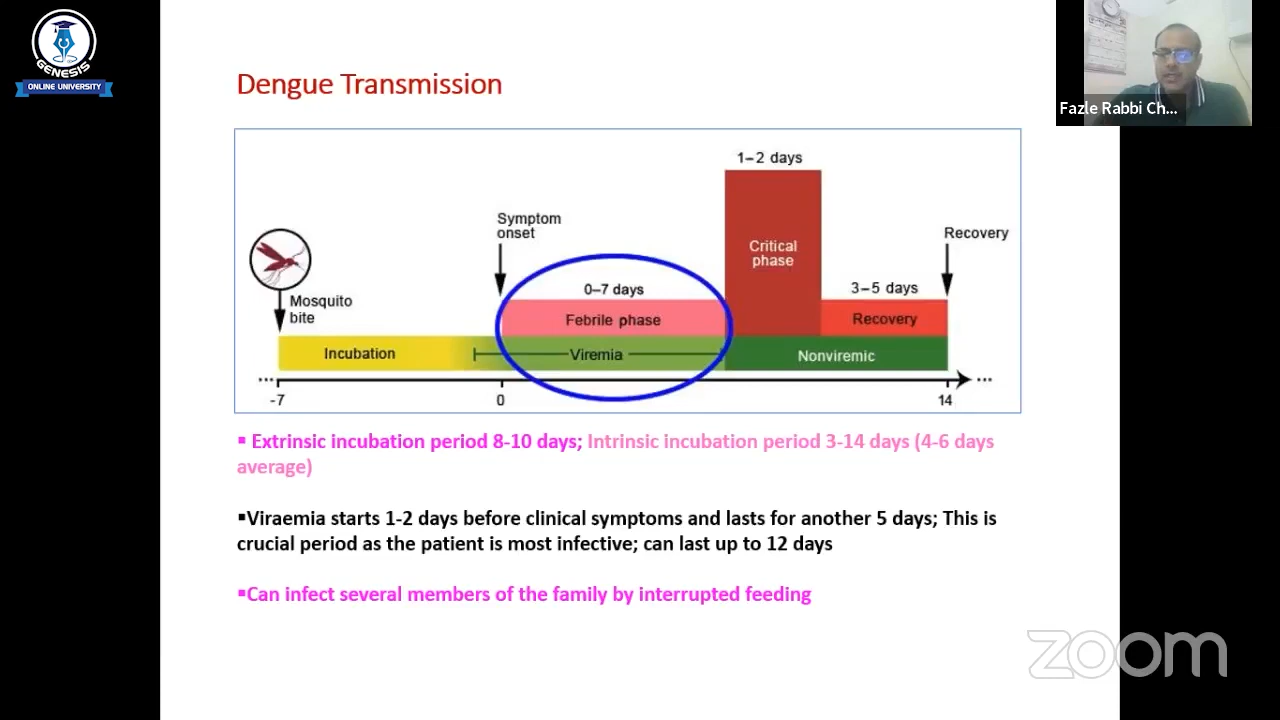 GENESIS
ONLINE UNIVERSITY
Fazle Rabbi Ch...
Dengue Transmission
1–2 days
Symptom
onset
Critical
phase
Recovery
Mosquito
bite
0–7 days
3–5 days
Febrile phase
Recovery
Incubation
Viremia
Nonviremic
...
...
-7
0
14
▪ Extrinsic incubation period 8-10 days; Intrinsic incubation period 3-14 days (4-6 days
average)
▪Viraemia starts 1-2 days before clinical symptoms and lasts for another 5 days; This is
crucial period as the patient is most infective; can last up to 12 days
▪Can infect several members of the family by interrupted feeding
zoom